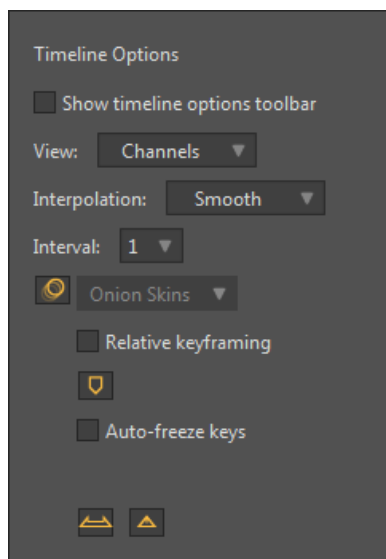 Timeline Options
Show timeline options toolbar
View: Channels
Interpolation: Smooth
Interval: 1
Onion Skins
Relative keyframing
Auto-freeze keys